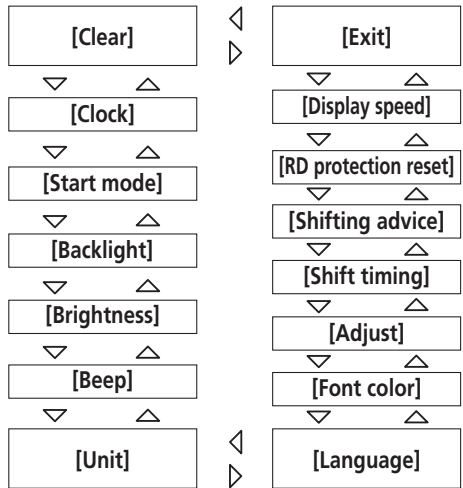 [Clear]
[Exit]
[Clock]
[Display speed]
[Start mode]
[RD protection reset]
[Backlight]
[Shifting advice]
[Brightness]
[Shift timing]
[Beep]
[Adjust]
[Font color]
[Unit]
[Language]